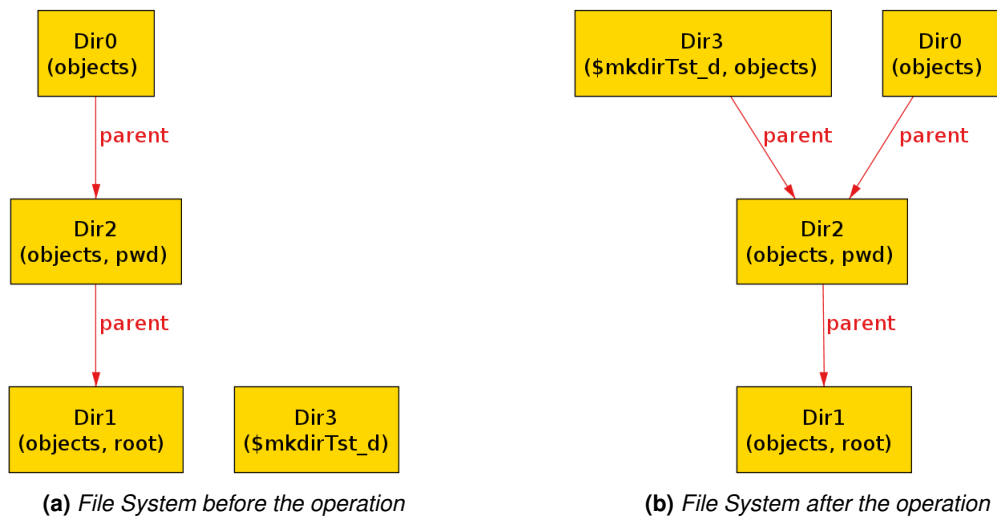 Dir0
(objects)
parent
Dir2
(objects, pwd)
parent
Dir1
(objects, root)
Dir3
($mkdirTst_d)
(a) File System before the operation
Dir3
($mkdirTst_d, objects)
Dir0
(objects)
parent
parent
Dir2
(objects, pwd)
parent
Dir1
(objects, root)
(b) File System after the operation